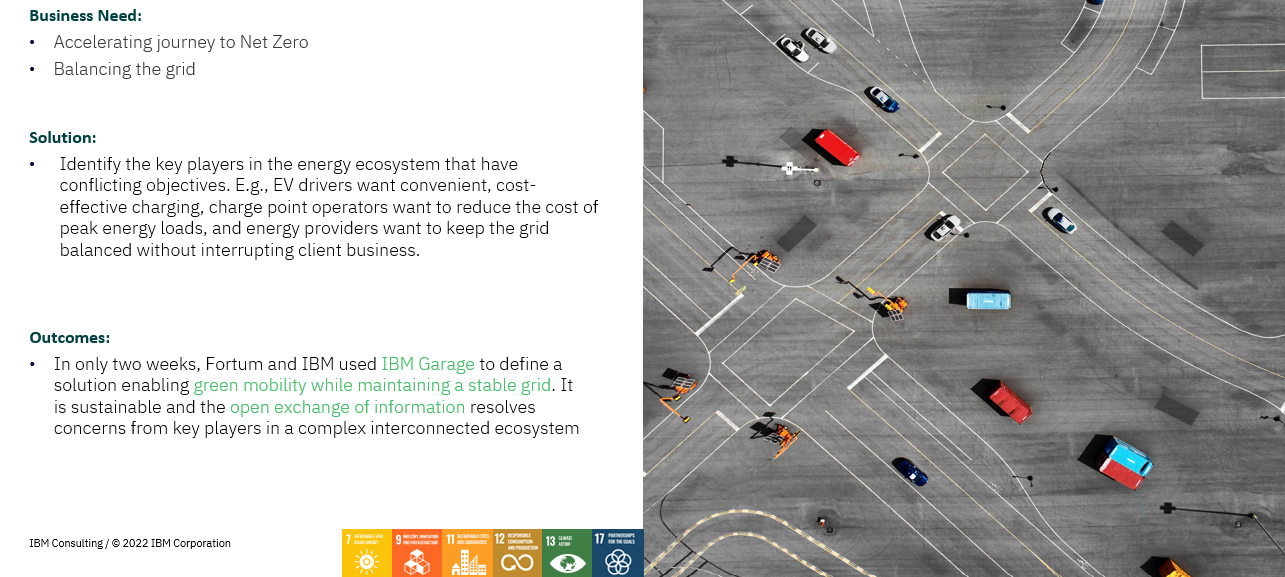 Business Need:
• Accelerating journey to Net Zero
• Balancing the grid
Solution:
• Identify the key players in the energy ecosystem that have
conflicting objectives. E.g., EV drivers want convenient, cost-
effective charging, charge point operators want to reduce the cost of
peak energy loads, and energy providers want to keep the grid
balanced without interrupting client business.
Outcomes:
• In only two weeks, Fortum and IBM used IBM Garage to define a
solution enabling green mobility while maintaining a stable grid. It
is sustainable and the open exchange of information resolves
concerns from key players in a complex interconnected ecosystem
IBM Consulting / © 2022 IBM Corporation
7 AFFORDABLE AND
CLEAN ENERGY
9 INDUSTRY, INNOVATION
AND INFRASTRUCTURE
11 SUSTAINABLE CITIES
AND COMMUNITIES
12 RESPONSIBLE
CONSUMPTION
AND PRODUCTION
13 CLIMATE
ACTION
17 PARTNERSHIPS
FOR THE GOALS